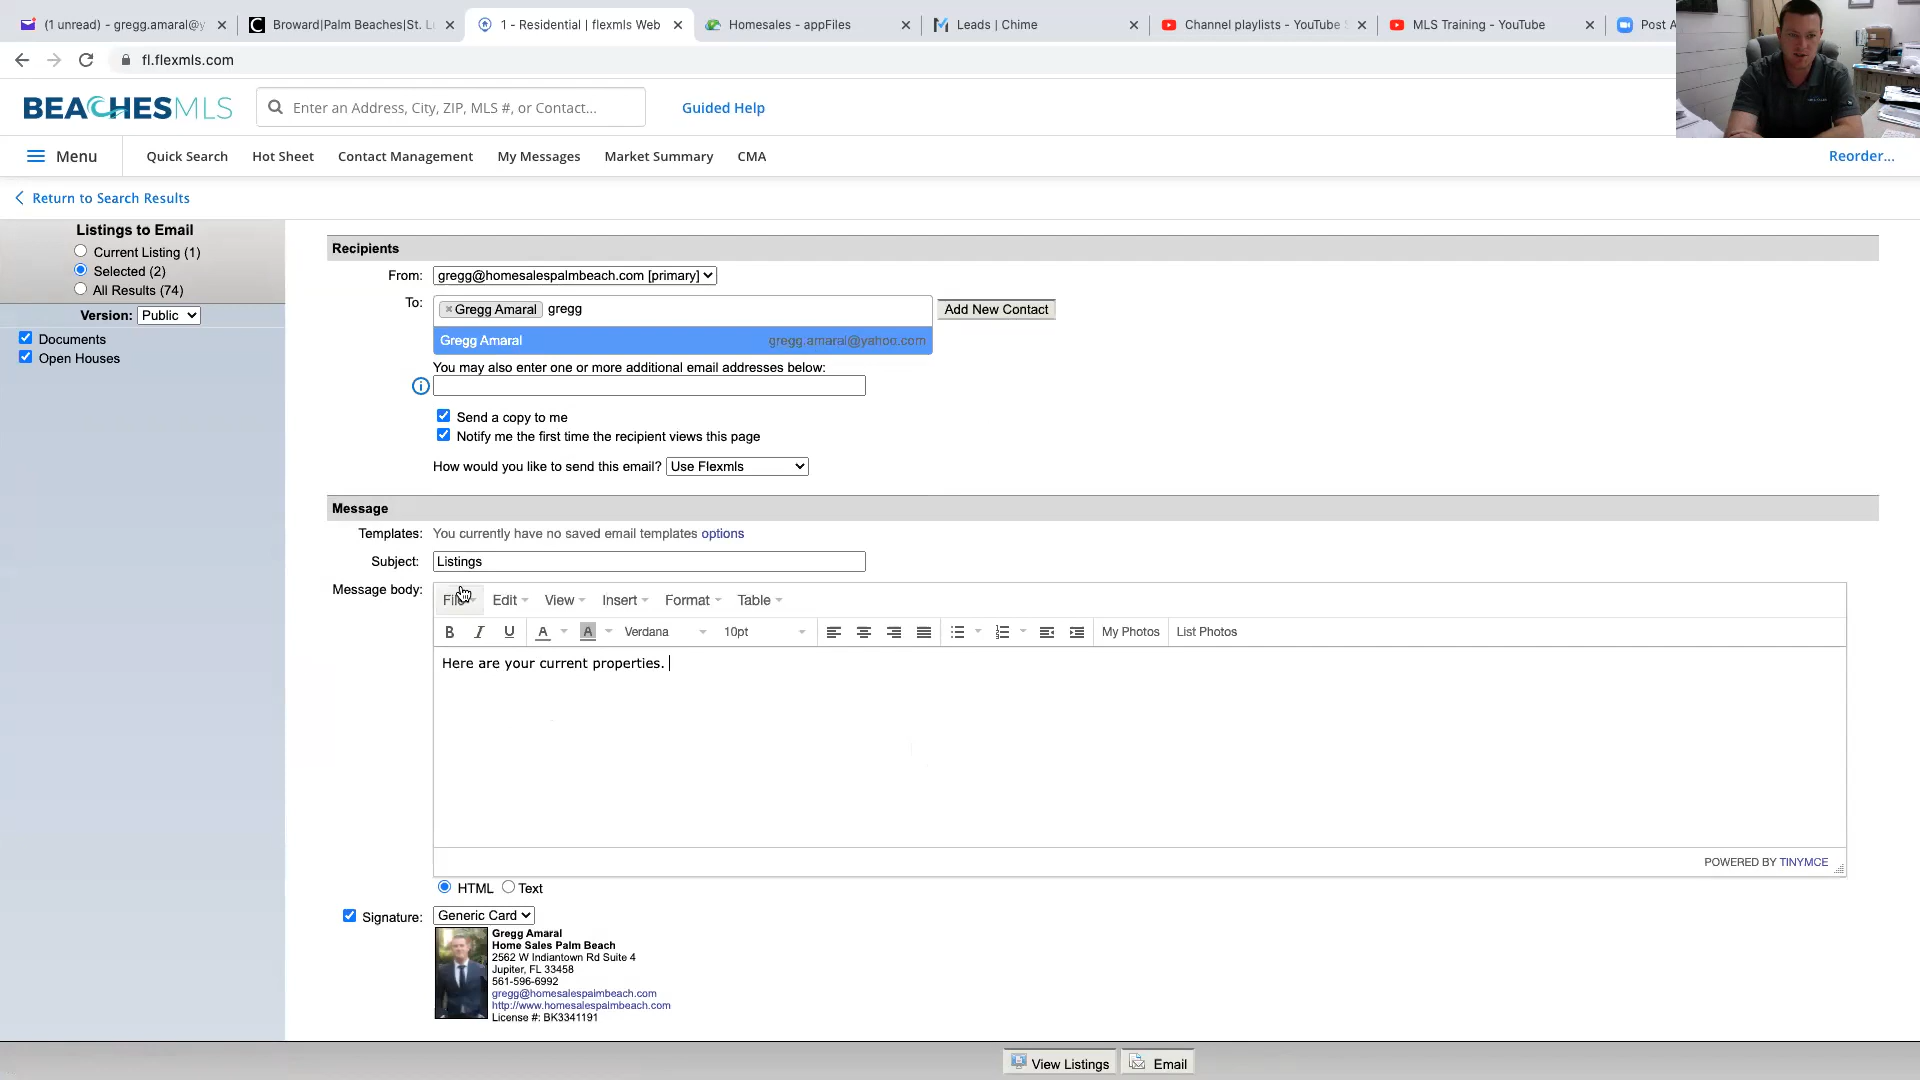 (1 unread) - gregg.amaral@y
Broward|Palm Beaches|St. L
1 - Residential | flexmls Web
Homesales - appFiles
Leads | Chime
Channel playlists - YouTube
MLS Training - YouTube
Post A
fl.flexmls.com
BEACHESMLS
Enter an Address, City, ZIP, MLS #, or Contact...
Guided Help
Menu
Quick Search
Hot Sheet
Contact Management
My Messages
Market Summary
CMA
Reorder...
Return to Search Results
Listings to Email
Current Listing (1)
Selected (2)
All Results (74)
Version: Public
Documents
Open Houses
Recipients
From: gregg@homesalespalmbeach.com [primary]
To: × Gregg Amaral gregg
Add New Contact
Gregg Amaral gregg.amaral@yahoo.com
You may also enter one or more additional email addresses below:
Send a copy to me
Notify me the first time the recipient views this page
How would you like to send this email? Use Flexmls
Message
Templates: You currently have no saved email templates options
Subject: Listings
Message body:
File Edit View Insert Format Table
B I U A A Verdana 10pt My Photos List Photos
Here are your current properties.
POWERED BY TINYMCE
HTML Text
Signature: Generic Card
Gregg Amaral
Home Sales Palm Beach
2562 W Indiantown Rd Suite 4
Jupiter, FL 33458
561-596-6992
gregg@homesalespalmbeach.com
http://www.homesalespalmbeach.com
License #: BK3341191
View Listings
Email